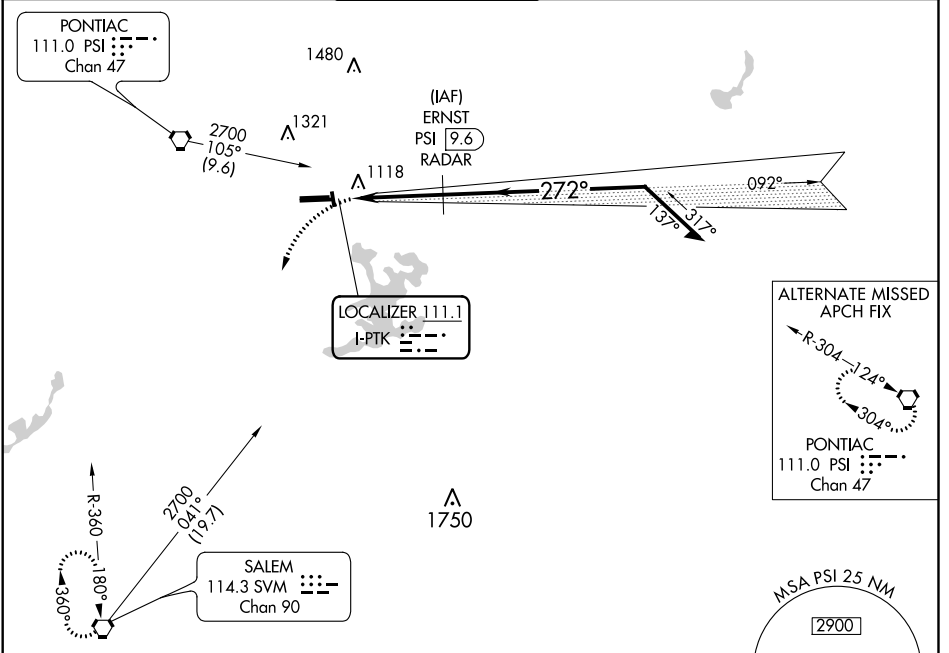 PONTIAC
111.0 PSI
Chan 47
1480
1321
2700
105°
(9.6)
(IAF)
ERNST
PSI 9.6
RADAR
1118
272°
092°
137°
317°
LOCALIZER 111.1
I-PTK
ALTERNATE MISSED
APCH FIX
R-304
124°
304°
PONTIAC
111.0 PSI
Chan 47
2700
041°
(19.7)
R-360
180°
360°
SALEM
114.3 SVM
Chan 90
1750
MSA PSI 25 NM
2900